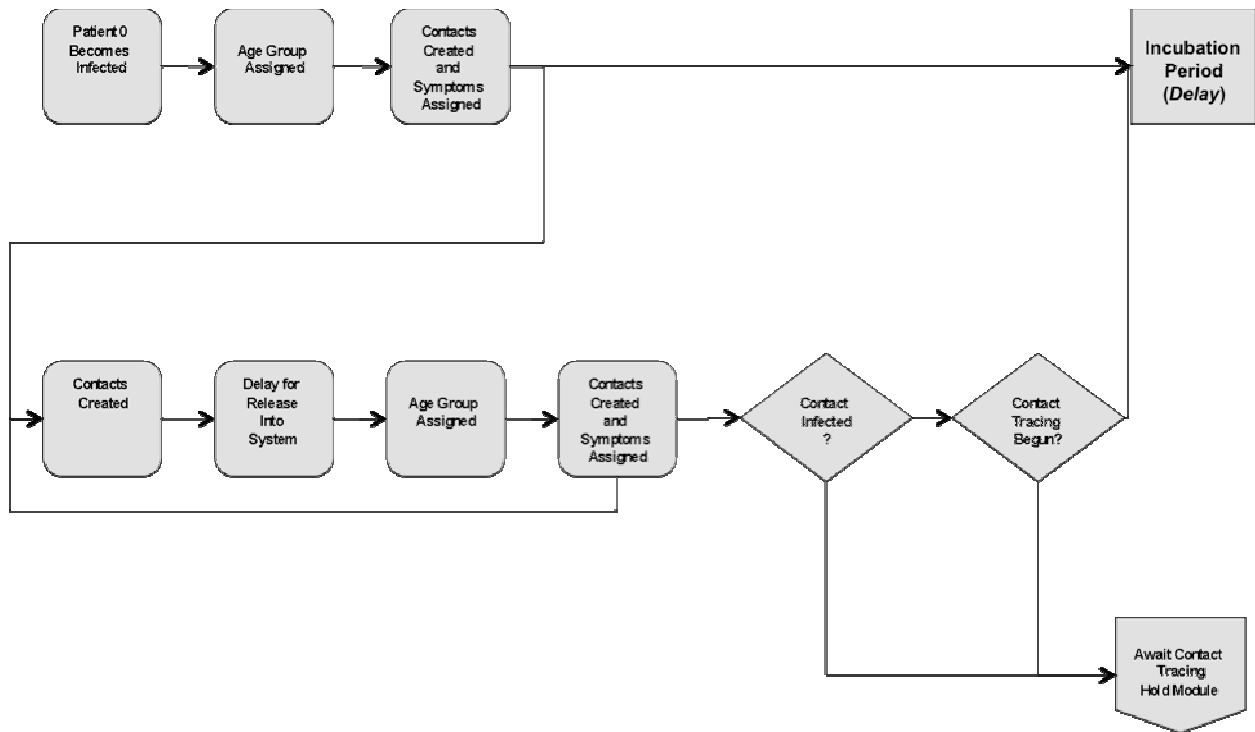 Patient 0
Becomes
Infected
Age Group
Assigned
Contacts
Created
and
Symptoms
Assigned
Incubation
Period
(Delay)
Contacts
Created
Delay for
Release
Into
System
Age Group
Assigned
Contacts
Created
and
Symptoms
Assigned
Contact
Infected
?
Contact
Tracing
Begun?
Await Contact
Tracing
Hold Module